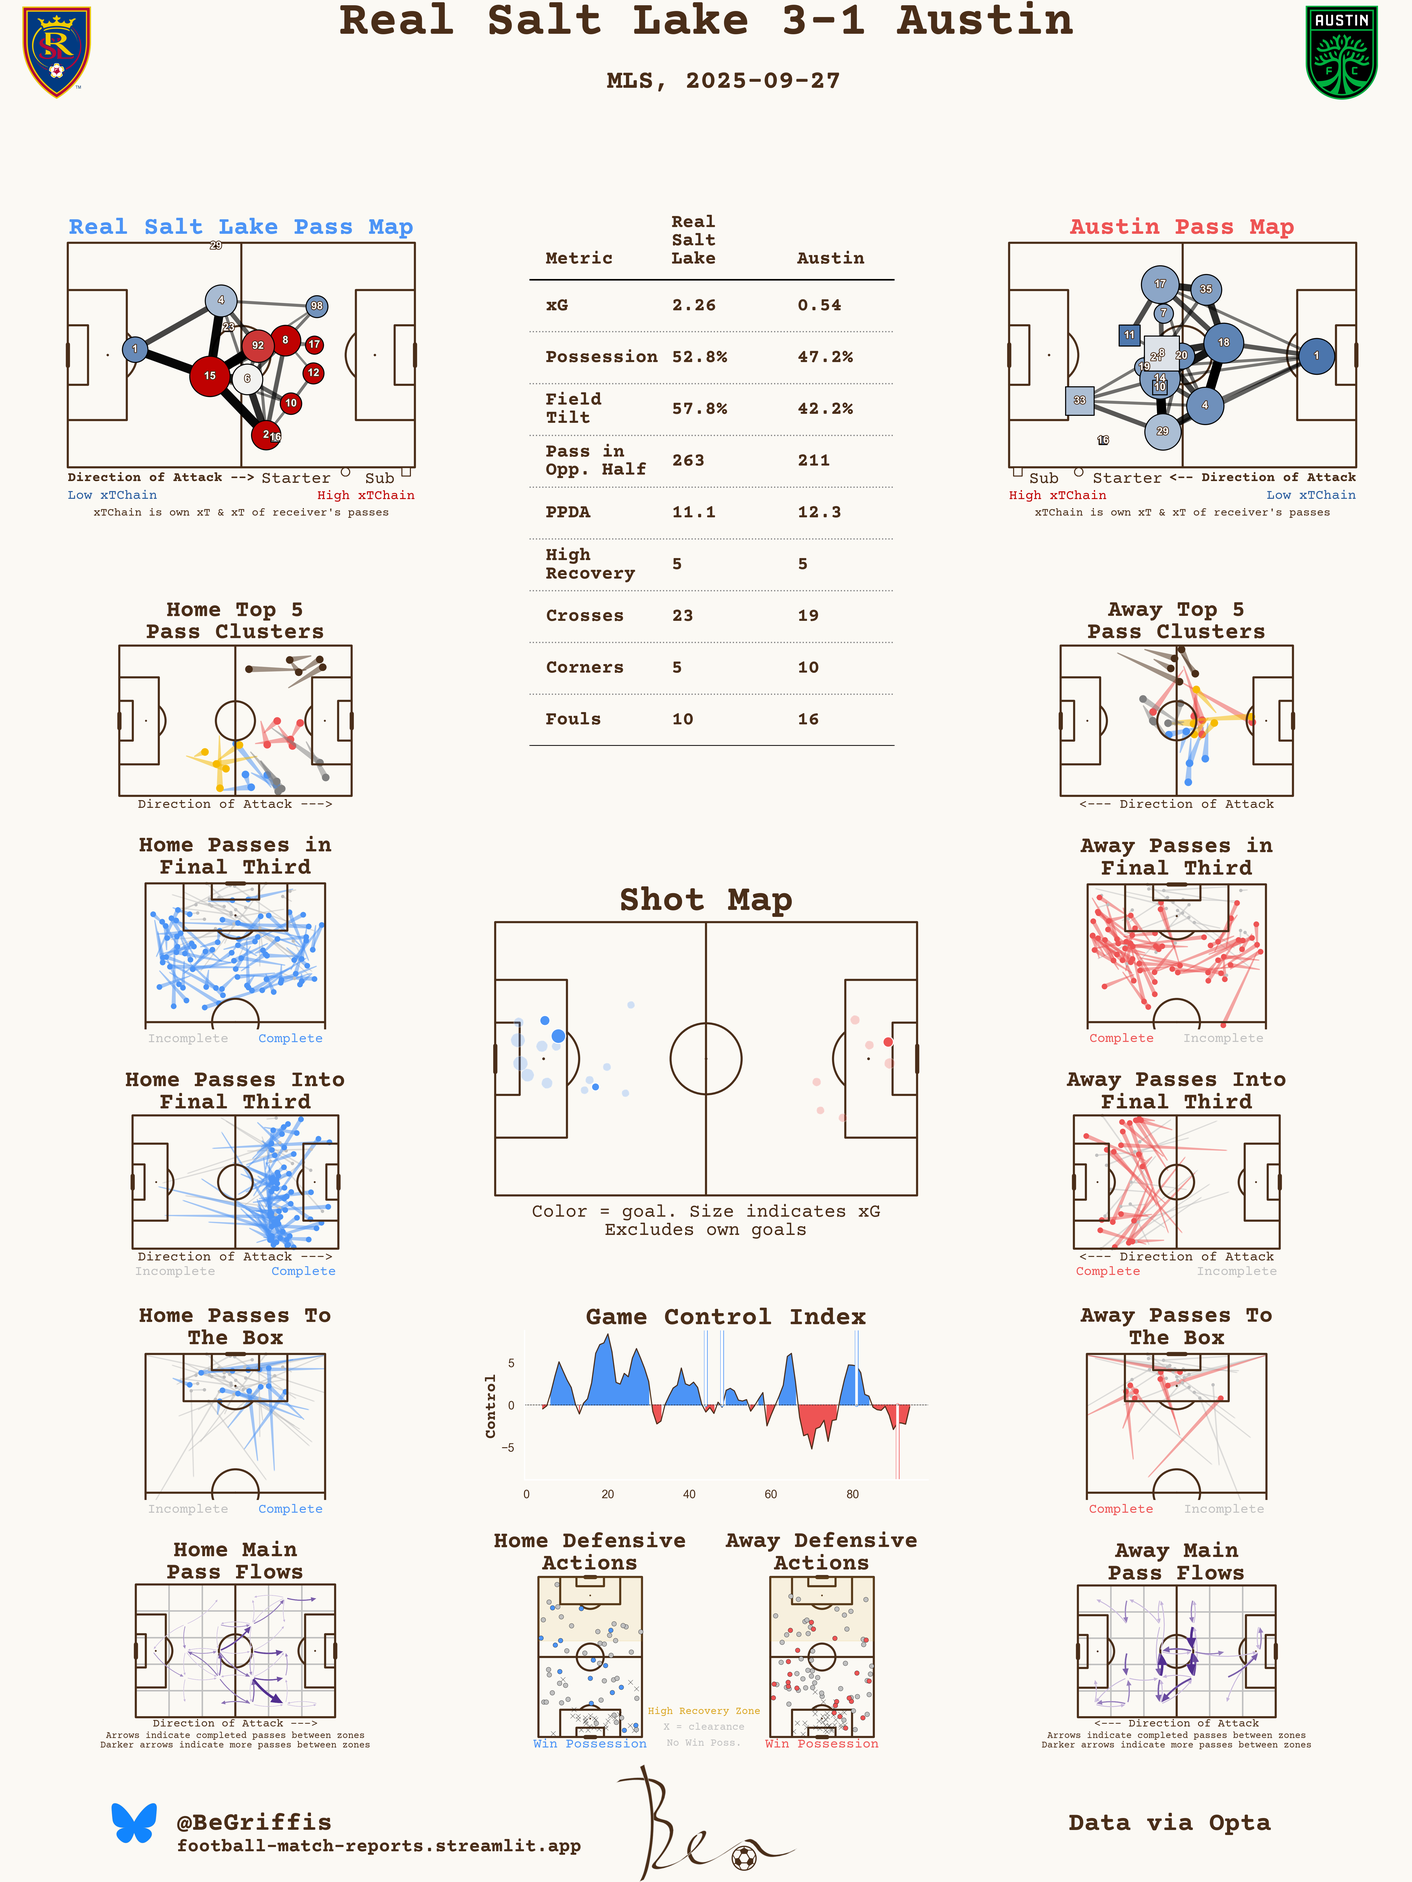 Real Salt Lake 3-1 Austin
MLS, 2025-09-27
AUSTIN
F C
RSL
TM
Real Salt Lake Pass Map
29
4
98
23
1
92
8
17
15
6
12
10
2
16
Direction of Attack --> Starter Sub
Low xTChain High xTChain
xTChain is own xT & xT of receiver's passes
Metric Real Salt Lake Austin
xG 2.26 0.54
Possession 52.8% 47.2%
Field Tilt 57.8% 42.2%
Pass in Opp. Half 263 211
PPDA 11.1 12.3
High Recovery 5 5
Crosses 23 19
Corners 5 10
Fouls 10 16
Austin Pass Map
17
35
7
11
18
8
20
1
19
14
10
33
4
29
16
Sub Starter <-- Direction of Attack
High xTChain Low xTChain
xTChain is own xT & xT of receiver's passes
Home Top 5
Pass Clusters
Direction of Attack --->
Away Top 5
Pass Clusters
<--- Direction of Attack
Home Passes in
Final Third
Incomplete Complete
Away Passes in
Final Third
Complete Incomplete
Shot Map
Color = goal. Size indicates xG
Excludes own goals
Home Passes Into
Final Third
Direction of Attack --->
Incomplete Complete
Away Passes Into
Final Third
<--- Direction of Attack
Complete Incomplete
Home Passes To
The Box
Incomplete Complete
Game Control Index
Control
5
0
−5
0 20 40 60 80
Away Passes To
The Box
Complete Incomplete
Home Main
Pass Flows
Direction of Attack --->
Arrows indicate completed passes between zones
Darker arrows indicate more passes between zones
Home Defensive
Actions
Win Possession
Away Defensive
Actions
Win Possession
High Recovery Zone
X = clearance
No Win Poss.
Away Main
Pass Flows
<--- Direction of Attack
Arrows indicate completed passes between zones
Darker arrows indicate more passes between zones
@BeGriffis
football-match-reports.streamlit.app
Ben
Data via Opta